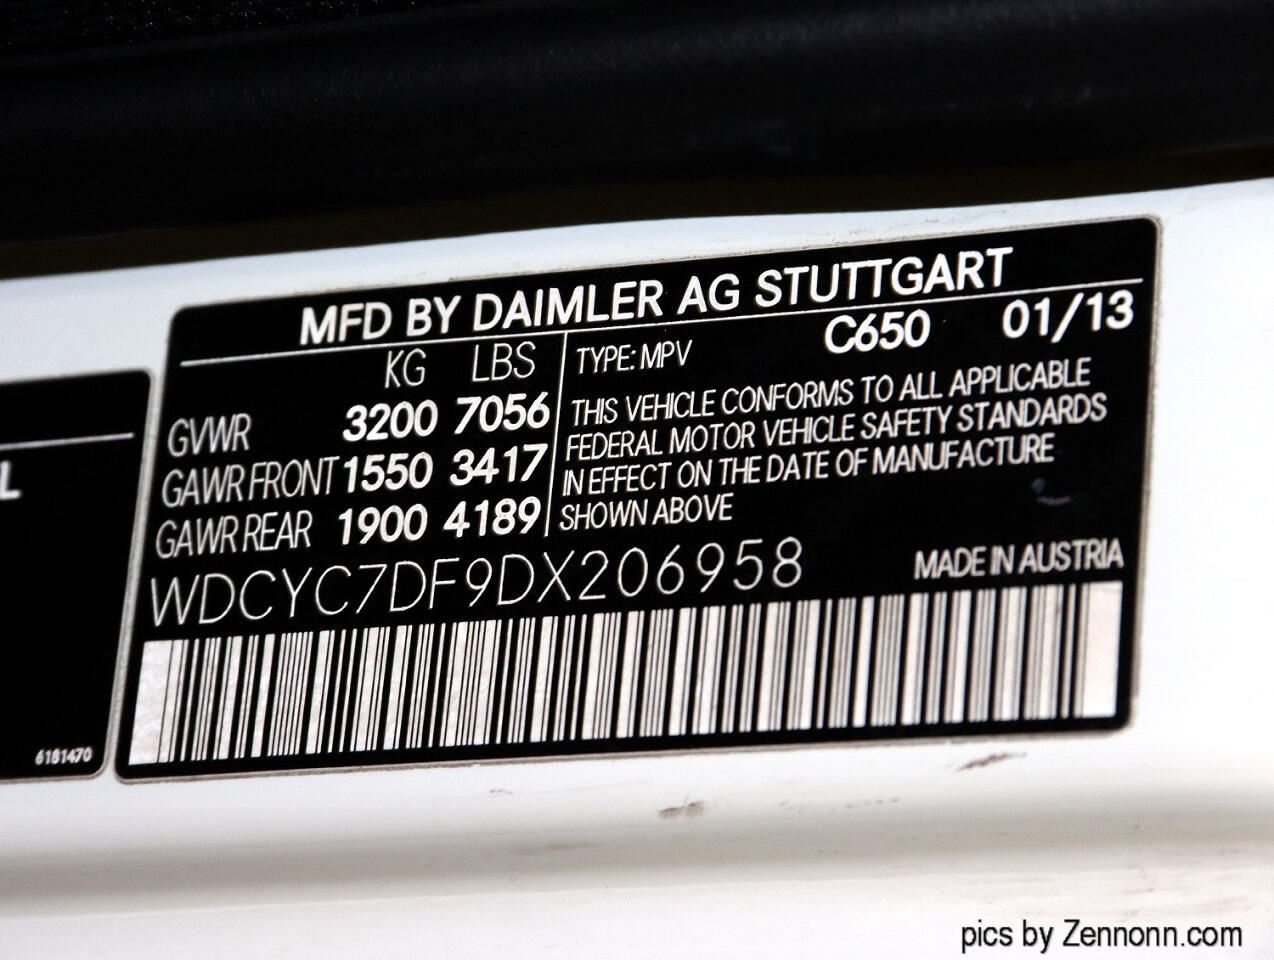 MFD BY DAIMLER AG STUTTGART
KG LBS
GVWR 3200 7056
GAWR FRONT 1550 3417
GAWR REAR 1900 4189
TYPE: MPV C650 01/13
THIS VEHICLE CONFORMS TO ALL APPLICABLE
FEDERAL MOTOR VEHICLE SAFETY STANDARDS
IN EFFECT ON THE DATE OF MANUFACTURE
SHOWN ABOVE
WDCYC7DF9DX206958 MADE IN AUSTRIA
L
6181470
pics by Zennonn.com